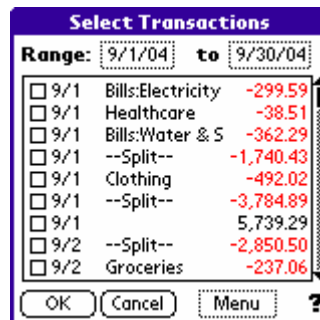 Select Transactions
Range: 9/1/04 to 9/30/04
9/1 Bills:Electricity -299.59
9/1 Healthcare -38.51
9/1 Bills:Water & S -362.29
9/1 --Split-- -1,740.43
9/1 Clothing -492.02
9/1 --Split-- -3,784.89
9/1 5,739.29
9/2 --Split-- -2,850.50
9/2 Groceries -237.06
OK Cancel Menu ?